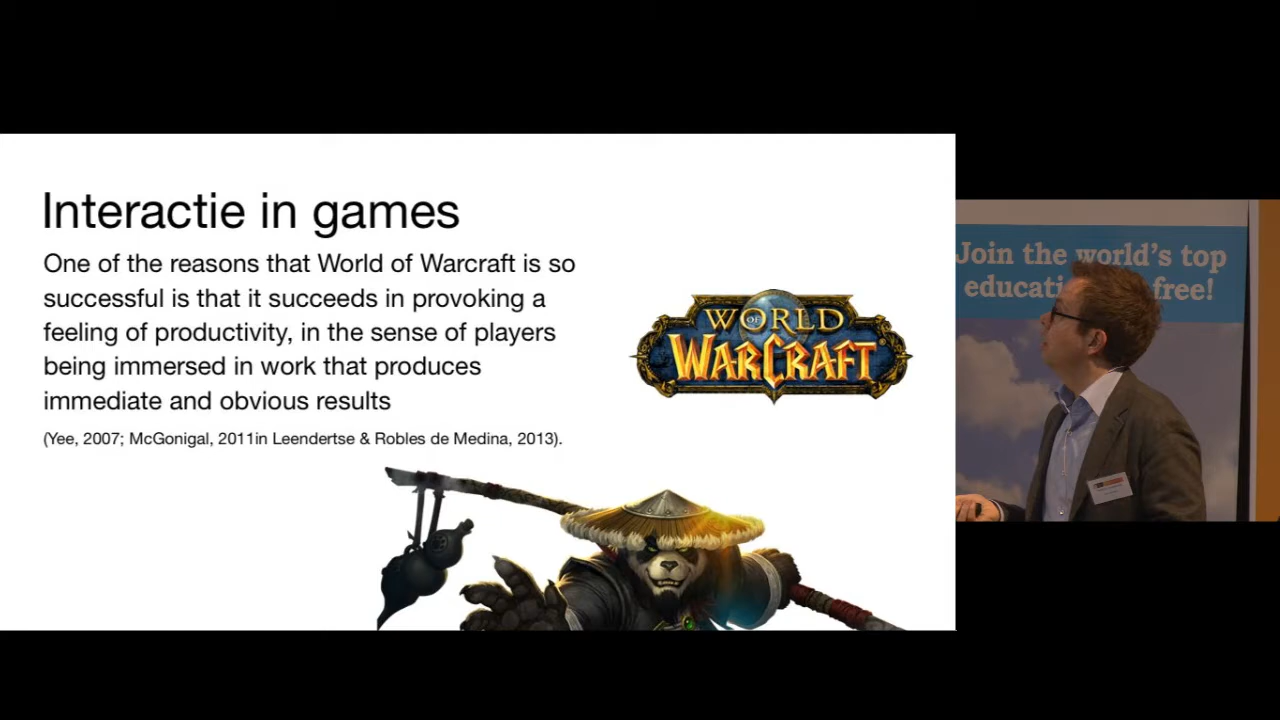 Interactie in games
One of the reasons that World of Warcraft is so
successful is that it succeeds in provoking a
feeling of productivity, in the sense of players
being immersed in work that produces
immediate and obvious results
(Yee, 2007; McGonigal, 2011in Leendertse & Robles de Medina, 2013).
WORLD
OF
WARCRAFT®
Join the world's top
free!